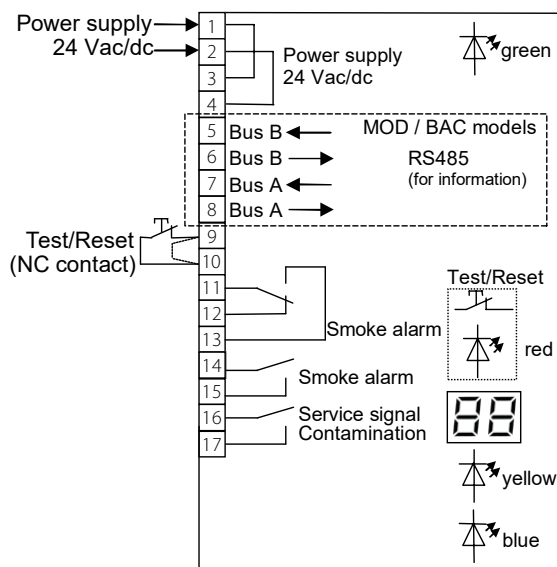 Power supply
24 Vac/dc
1
2
3
4
5
6
7
8
9
10
11
12
13
14
15
16
17
Power supply
24 Vac/dc
green
Bus B
Bus B
Bus A
Bus A
MOD / BAC models
RS485
(for information)
Test/Reset
(NC contact)
Test/Reset
Smoke alarm
red
Smoke alarm
Service signal
Contamination
88
yellow
blue